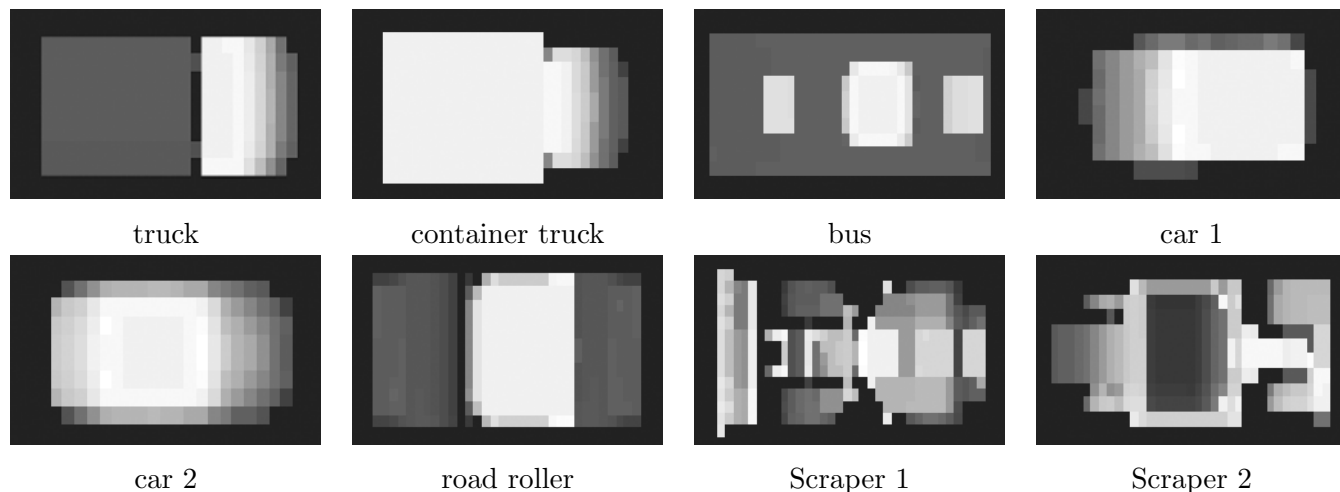 truck
container truck
bus
car 1
car 2
road roller
Scraper 1
Scraper 2